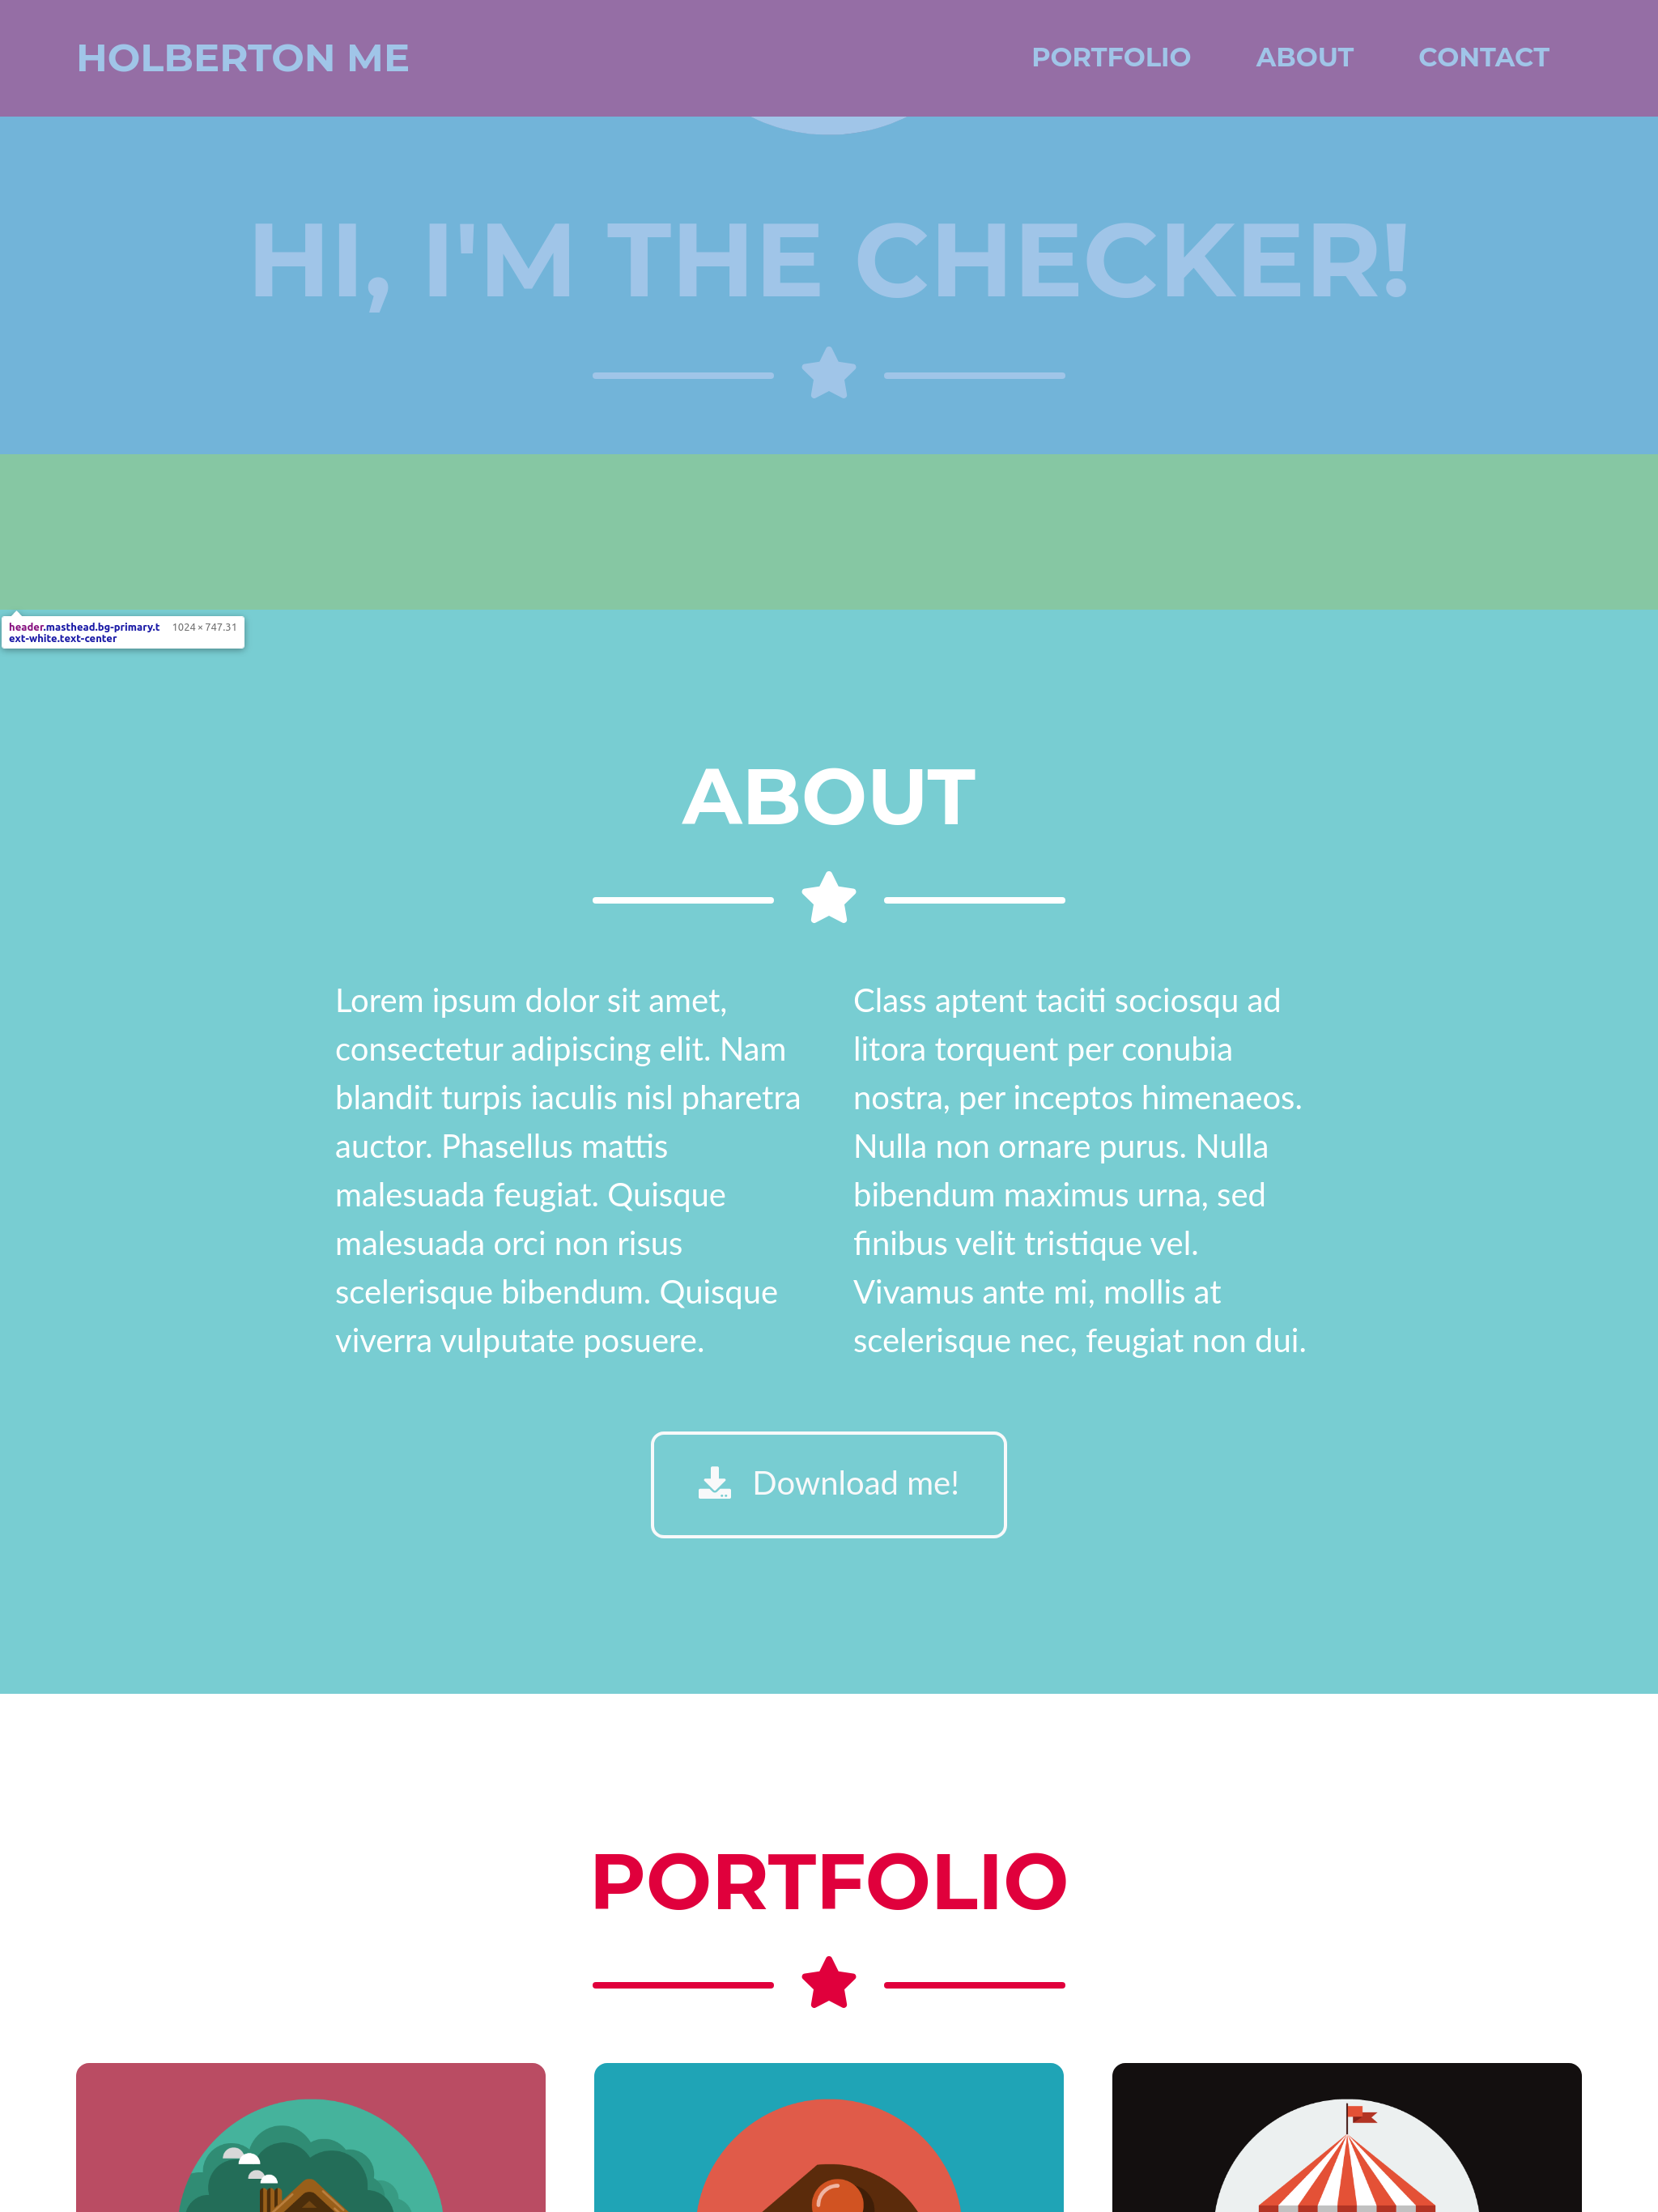 HOLBERTON ME
PORTFOLIO ABOUT CONTACT
HI, I'M THE CHECKER!
header.masthead.bg-primary.t 1024 × 747.31
ext-white.text-center
ABOUT
Lorem ipsum dolor sit amet,
consectetur adipiscing elit. Nam
blandit turpis iaculis nisl pharetra
auctor. Phasellus mattis
malesuada feugiat. Quisque
malesuada orci non risus
scelerisque bibendum. Quisque
viverra vulputate posuere.
Class aptent taciti sociosqu ad
litora torquent per conubia
nostra, per inceptos himenaeos.
Nulla non ornare purus. Nulla
bibendum maximus urna, sed
finibus velit tristique vel.
Vivamus ante mi, mollis at
scelerisque nec, feugiat non dui.
Download me!
PORTFOLIO